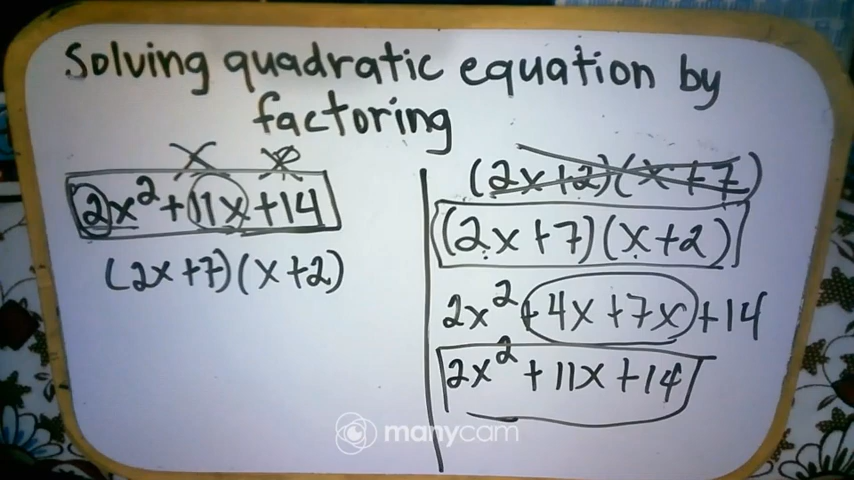 Solving quadratic equation by
factoring
2x²+11x+14
(2x+7)(x+2)
(2x+2)(x+7)
(2x+7)(x+2)
2x²+4x+7x+14
2x²+11x+14
manycam